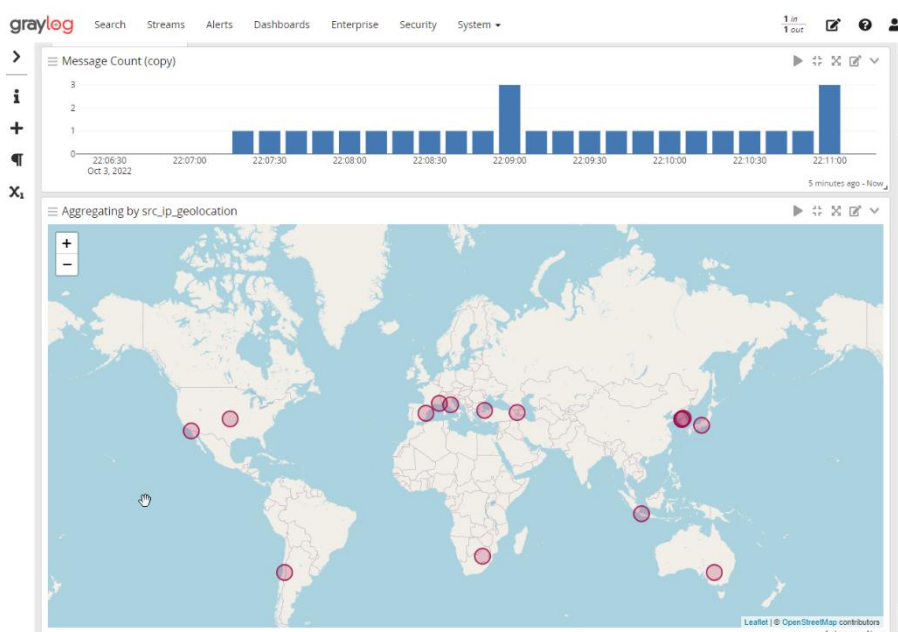 graylog Search Streams Alerts Dashboards Enterprise Security System 1 in
1 out
Message Count (copy)
3
2
1
0
22:06:30 22:07:00 22:07:30 22:08:00 22:08:30 22:09:00 22:09:30 22:10:00 22:10:30 22:11:00
Oct 3, 2022
5 minutes ago - Now
X₁
Aggregating by src_ip_geolocation
+
−
Leaflet | © OpenStreetMap contributors